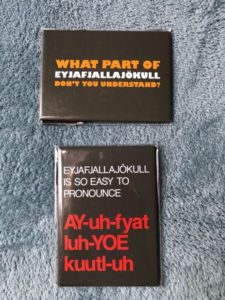 WHAT PART OF
EYJAFJALLAJÖKULL
DON'T YOU UNDERSTAND?
EYJAFJALLAJÖKULL
IS SO EASY TO
PRONOUNCE
AY-uh-fyat
luh-YOE
kuutl-uh